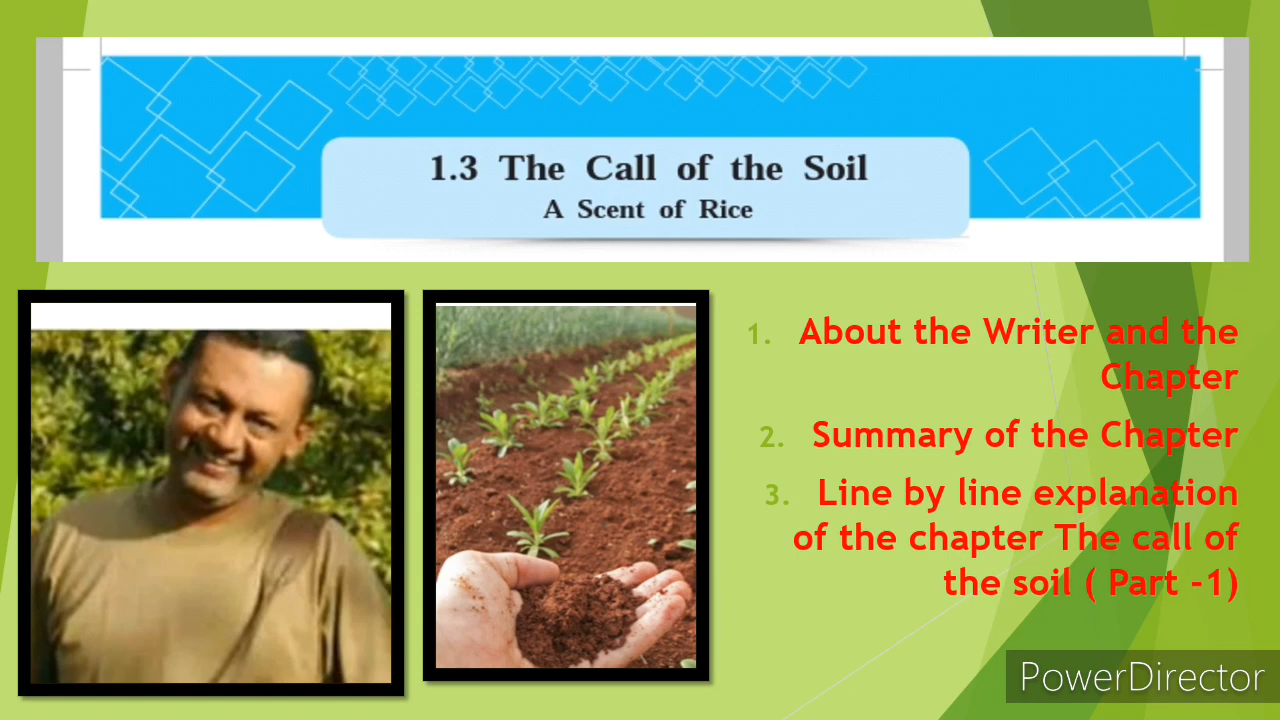 1.3 The Call of the Soil
A Scent of Rice
1. About the Writer and the
Chapter
2. Summary of the Chapter
3. Line by line explanation
of the chapter The call of
the soil ( Part -1)
PowerDirector